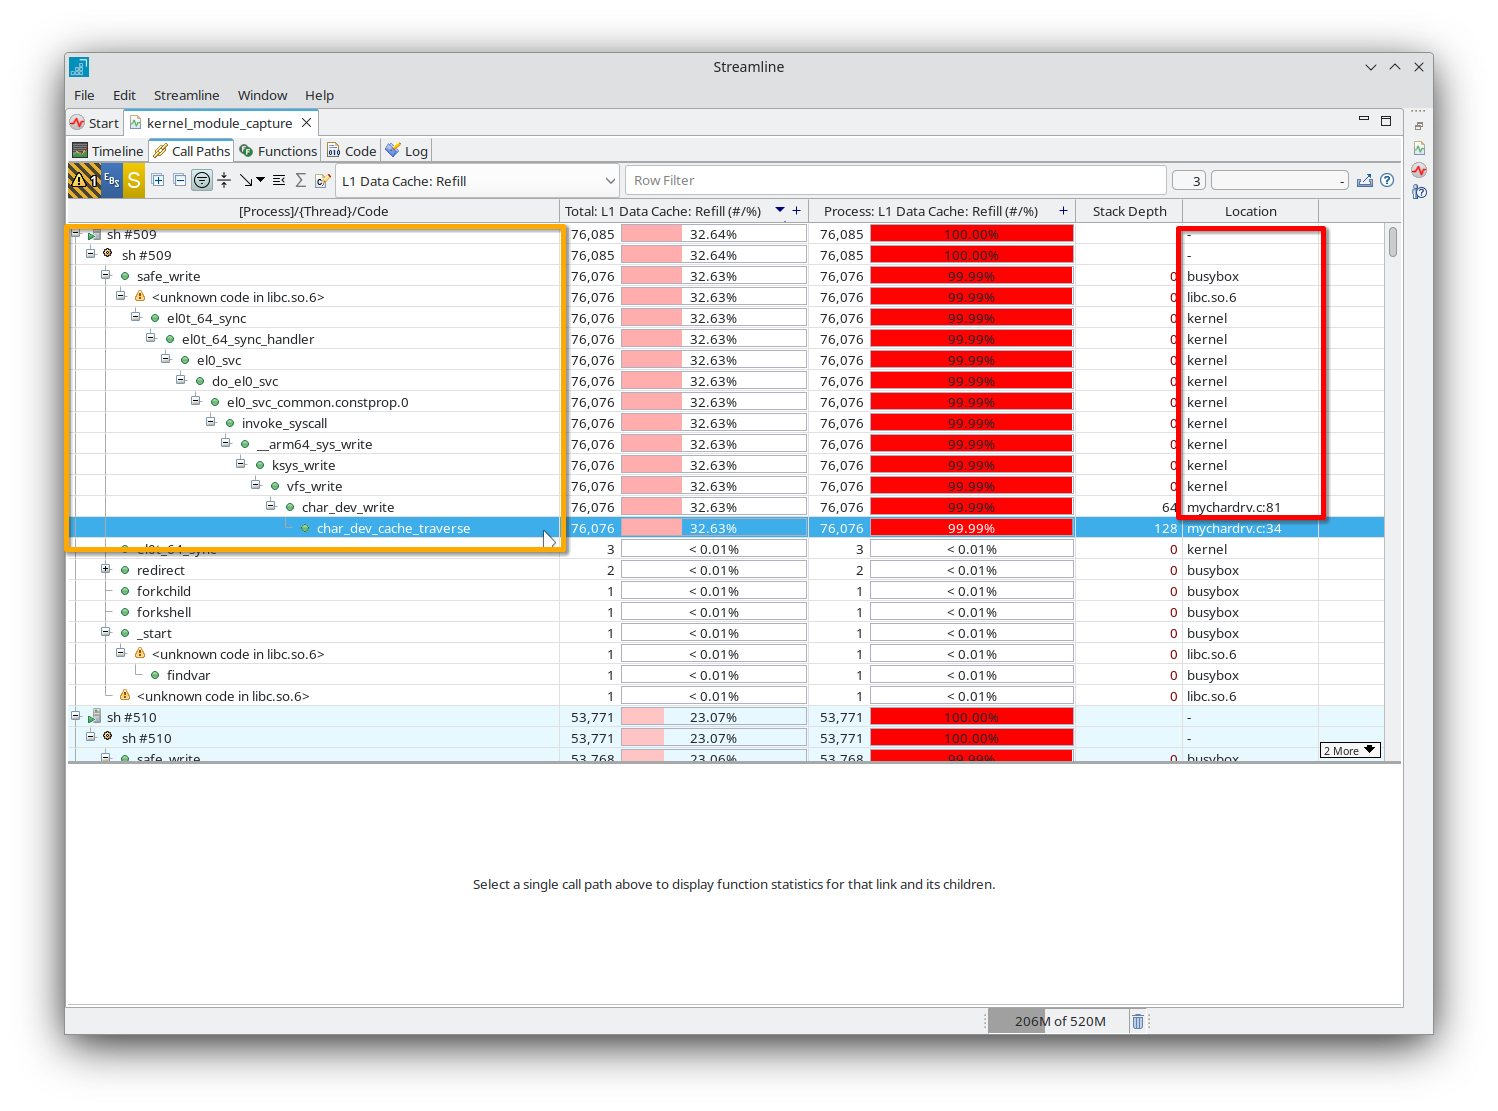 Streamline
File Edit Streamline Window Help
Start kernel_module_capture
Timeline Call Paths Functions Code Log
1 EBS S L1 Data Cache: Refill Row Filter 3 -
[Process]/{Thread}/Code Total: L1 Data Cache: Refill (#/%) + Process: L1 Data Cache: Refill (#/%) + Stack Depth Location
sh #509 76,085 32.64% 76,085 100.00% -
sh #509 76,085 32.64% 76,085 100.00% -
safe_write 76,076 32.63% 76,076 99.99% 0 busybox
<unknown code in libc.so.6> 76,076 32.63% 76,076 99.99% 0 libc.so.6
el0t_64_sync 76,076 32.63% 76,076 99.99% 0 kernel
el0t_64_sync_handler 76,076 32.63% 76,076 99.99% 0 kernel
el0_svc 76,076 32.63% 76,076 99.99% 0 kernel
do_el0_svc 76,076 32.63% 76,076 99.99% 0 kernel
el0_svc_common.constprop.0 76,076 32.63% 76,076 99.99% 0 kernel
invoke_syscall 76,076 32.63% 76,076 99.99% 0 kernel
__arm64_sys_write 76,076 32.63% 76,076 99.99% 0 kernel
ksys_write 76,076 32.63% 76,076 99.99% 0 kernel
vfs_write 76,076 32.63% 76,076 99.99% 0 kernel
char_dev_write 76,076 32.63% 76,076 99.99% 64 mychardrv.c:81
char_dev_cache_traverse 76,076 32.63% 76,076 99.99% 128 mychardrv.c:34
el0t_64_sync 3 < 0.01% 3 < 0.01% 0 kernel
redirect 2 < 0.01% 2 < 0.01% 0 busybox
forkchild 1 < 0.01% 1 < 0.01% 0 busybox
forkshell 1 < 0.01% 1 < 0.01% 0 busybox
_start 1 < 0.01% 1 < 0.01% 0 busybox
<unknown code in libc.so.6> 1 < 0.01% 1 < 0.01% 0 libc.so.6
findvar 1 < 0.01% 1 < 0.01% 0 busybox
<unknown code in libc.so.6> 1 < 0.01% 1 < 0.01% 0 libc.so.6
sh #510 53,771 23.07% 53,771 100.00% -
sh #510 53,771 23.07% 53,771 100.00% -
safe_write 53,768 23.06% 53,768 99.99% 0 busybox
2 More
Select a single call path above to display function statistics for that link and its children.
206M of 520M